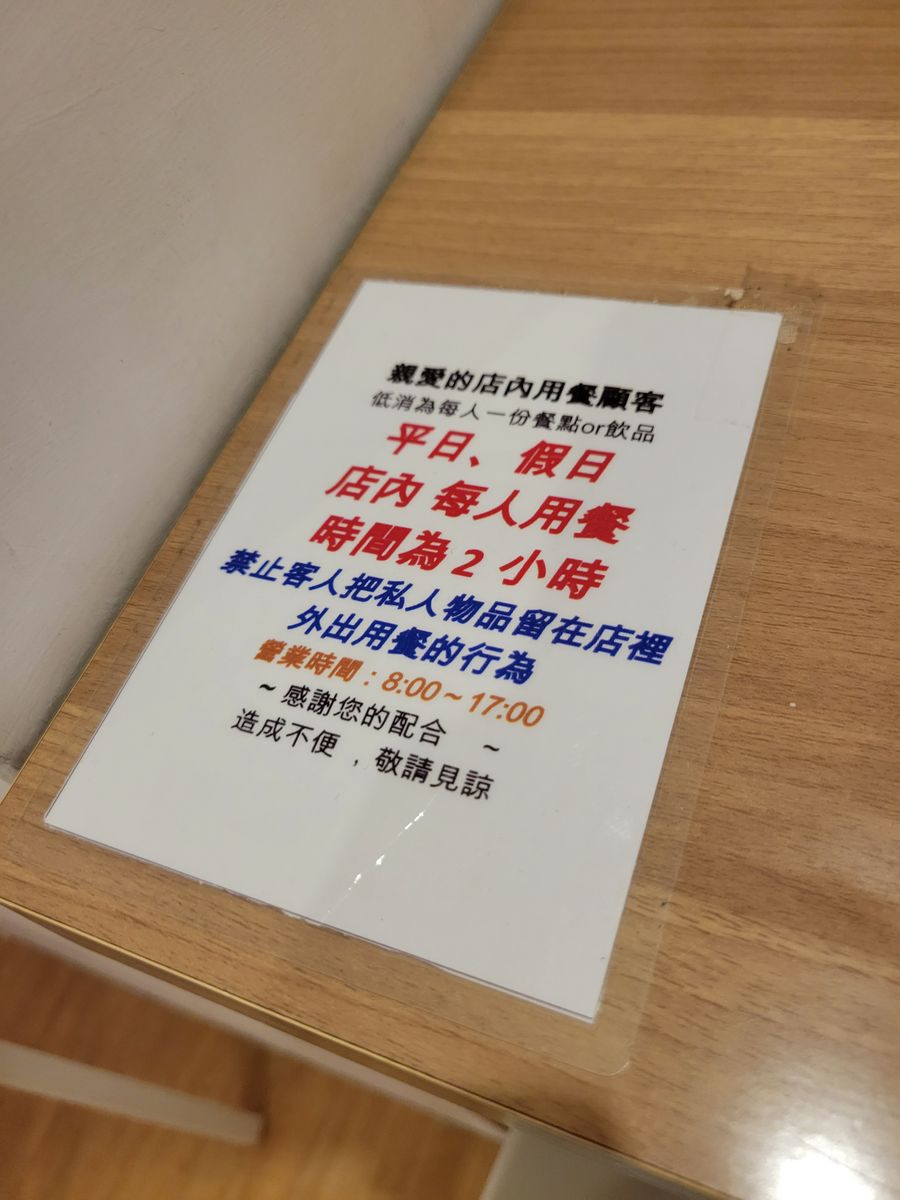 親愛的店內用餐顧客
低消為每人一份餐點or飲品
平日、假日
店內 每人用餐
時間為 2 小時
禁止客人把私人物品留在店裡
外出用餐的行為
營業時間：8:00 ~ 17:00
~ 感謝您的配合 ~
造成不便，敬請見諒